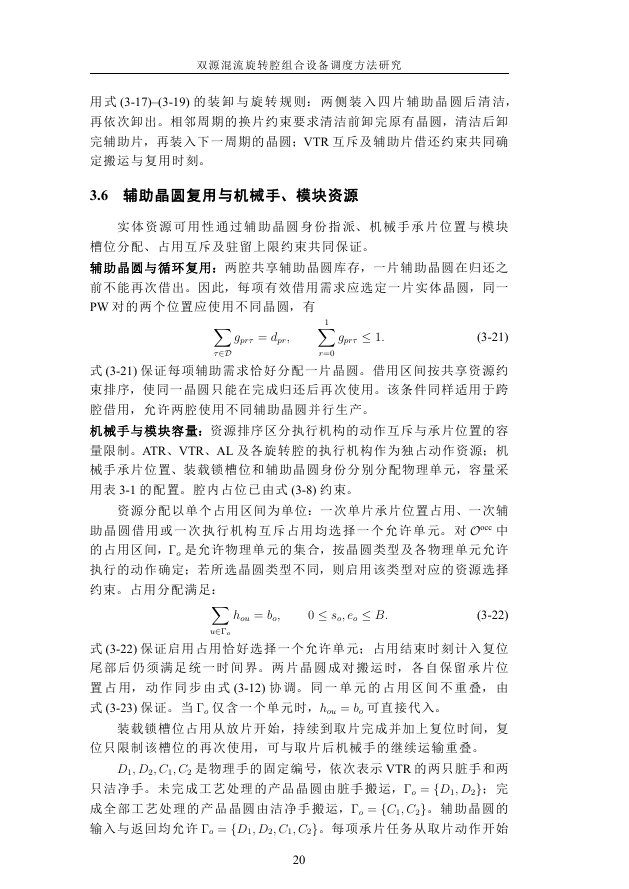 双源混流旋转腔组合设备调度方法研究
用式 (3-17)–(3-19) 的装卸与旋转规则：两侧装入四片辅助晶圆后清洁，
再依次卸出。相邻周期的换片约束要求清洁前卸完原有晶圆，清洁后卸
完辅助片，再装入下一周期的晶圆；VTR 互斥及辅助片借还约束共同确
定搬运与复用时刻。
3.6 辅助晶圆复用与机械手、模块资源
实体资源可用性通过辅助晶圆身份指派、机械手承片位置与模块
槽位分配、占用互斥及驻留上限约束共同保证。
辅助晶圆与循环复用：两腔共享辅助晶圆库存，一片辅助晶圆在归还之
前不能再次借出。因此，每项有效借用需求应选定一片实体晶圆，同一
PW 对的两个位置应使用不同晶圆，有
∑_{τ∈𝒟} g_{prτ} = d_{pr}, ∑_{r=0}^{1} g_{prτ} ≤ 1. (3-21)
式 (3-21) 保证每项辅助需求恰好分配一片晶圆。借用区间按共享资源约
束排序，使同一晶圆只能在完成归还后再次使用。该条件同样适用于跨
腔借用，允许两腔使用不同辅助晶圆并行生产。
机械手与模块容量：资源排序区分执行机构的动作互斥与承片位置的容
量限制。ATR、VTR、AL 及各旋转腔的执行机构作为独占动作资源；机
械手承片位置、装载锁槽位和辅助晶圆身份分别分配物理单元，容量采
用表 3-1 的配置。腔内占位已由式 (3-8) 约束。
资源分配以单个占用区间为单位：一次单片承片位置占用、一次辅
助晶圆借用或一次执行机构互斥占用均选择一个允许单元。对 𝒪^{occ} 中
的占用区间，Γ_o 是允许物理单元的集合，按晶圆类型及各物理单元允许
执行的动作确定；若所选晶圆类型不同，则启用该类型对应的资源选择
约束。占用分配满足：
∑_{u∈Γ_o} h_{ou} = b_o, 0 ≤ s_o, e_o ≤ B. (3-22)
式 (3-22) 保证启用占用恰好选择一个允许单元；占用结束时刻计入复位
尾部后仍须满足统一时间界。两片晶圆成对搬运时，各自保留承片位
置占用，动作同步由式 (3-12) 协调。同一单元的占用区间不重叠，由
式 (3-23) 保证。当 Γ_o 仅含一个单元时，h_{ou} = b_o 可直接代入。
装载锁槽位占用从放片开始，持续到取片完成并加上复位时间，复
位只限制该槽位的再次使用，可与取片后机械手的继续运输重叠。
D_1, D_2, C_1, C_2 是物理手的固定编号，依次表示 VTR 的两只脏手和两
只洁净手。未完成工艺处理的产品晶圆由脏手搬运，Γ_o = {D_1, D_2}；完
成全部工艺处理的产品晶圆由洁净手搬运，Γ_o = {C_1, C_2}。辅助晶圆的
输入与返回均允许 Γ_o = {D_1, D_2, C_1, C_2}。每项承片任务从取片动作开始
20